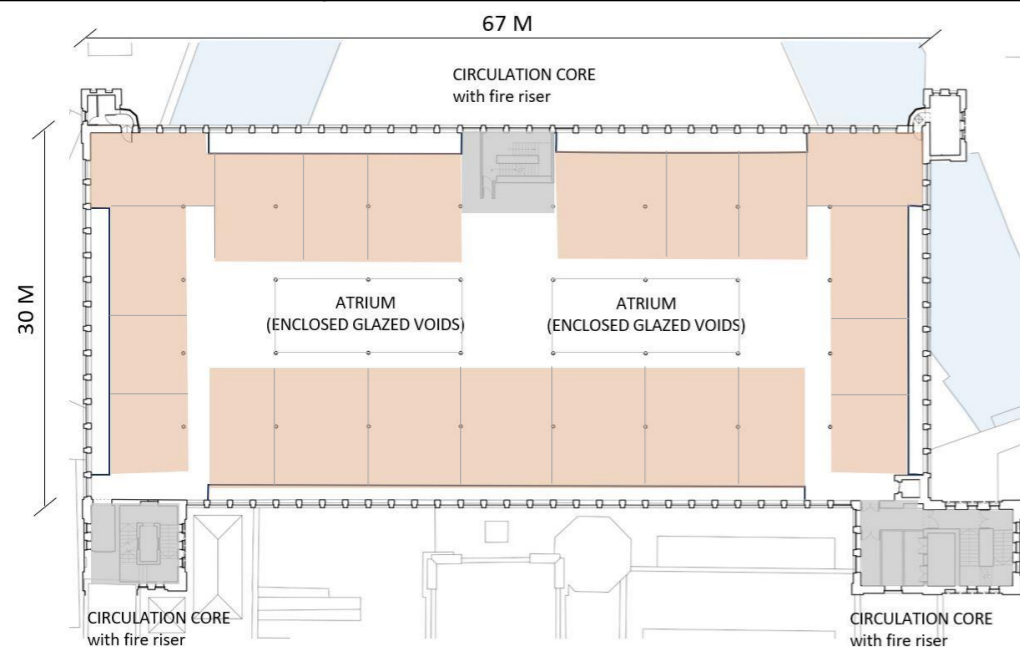 67 M
CIRCULATION CORE
with fire riser
30 M
ATRIUM
(ENCLOSED GLAZED VOIDS)
ATRIUM
(ENCLOSED GLAZED VOIDS)
CIRCULATION CORE
with fire riser
CIRCULATION CORE
with fire riser